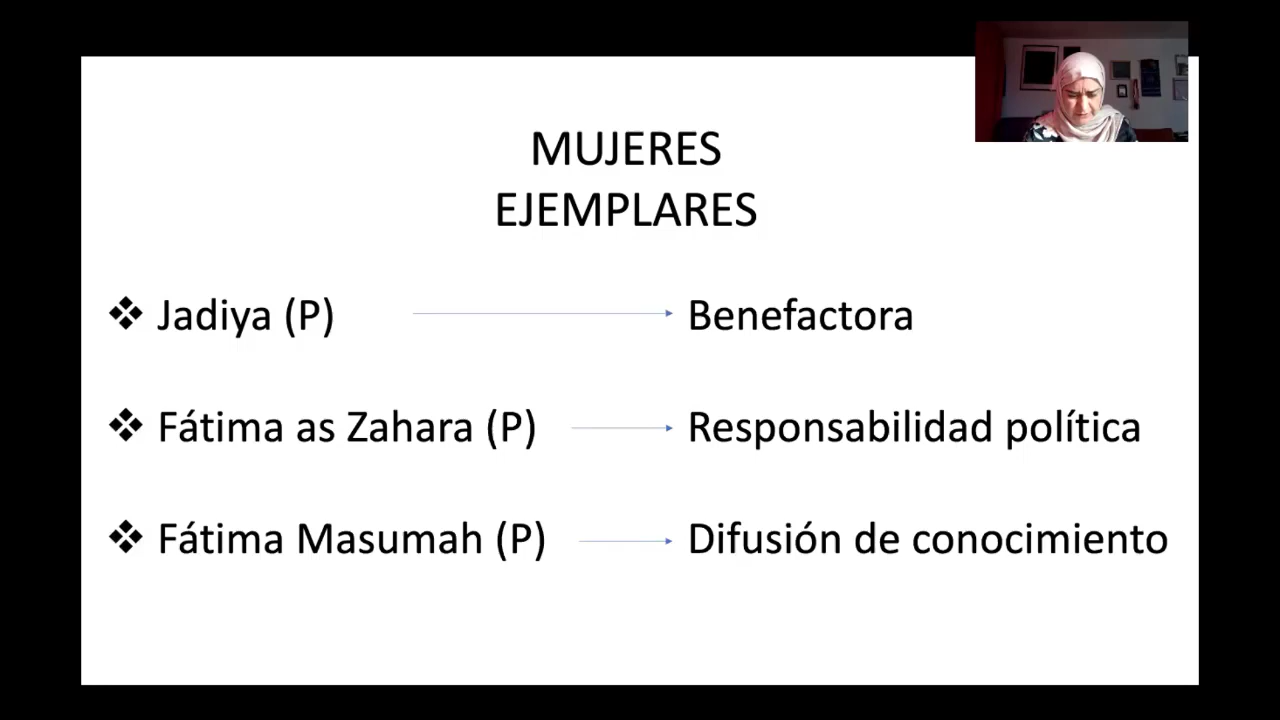 MUJERES
EJEMPLARES
❖ Jadiya (P) → Benefactora
❖ Fátima as Zahara (P) → Responsabilidad política
❖ Fátima Masumah (P) → Difusión de conocimiento